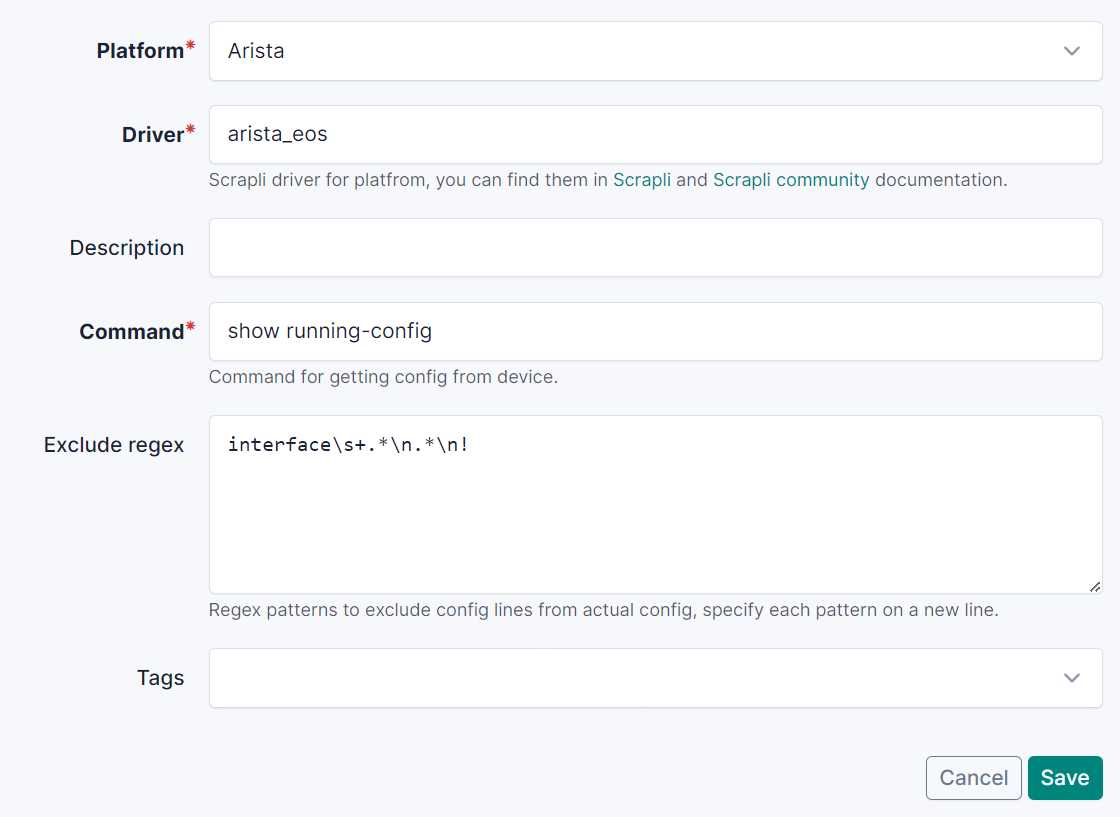 Platform* Arista
Driver* arista_eos
Scrapli driver for platfrom, you can find them in Scrapli and Scrapli community documentation.
Description
Command* show running-config
Command for getting config from device.
Exclude regex interface\s+.*\n.*\n!
Regex patterns to exclude config lines from actual config, specify each pattern on a new line.
Tags
Cancel Save